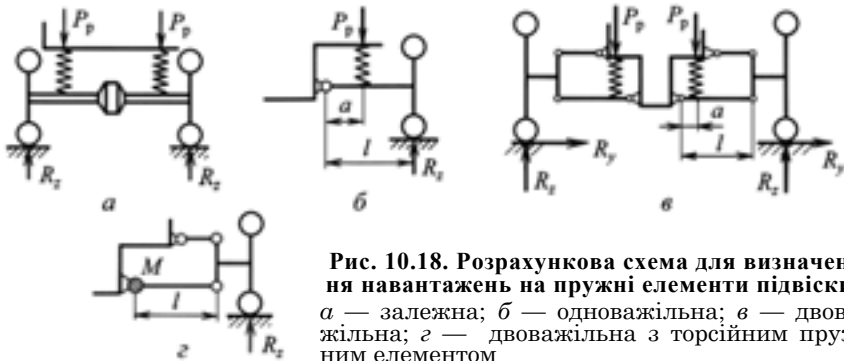 Pр Pр Pр Pр Pр
a a
l l
Rz Rz Rz Ry Ry
Rz Rz
а б в
M
l
Rz
г
Рис. 10.18. Розрахункова схема для визначен
ня навантажень на пружні елементи підвіски
а — залежна; б — одноважільна; в — двов
жільна; г — двоважільна з торсійним пруз
ним елементом